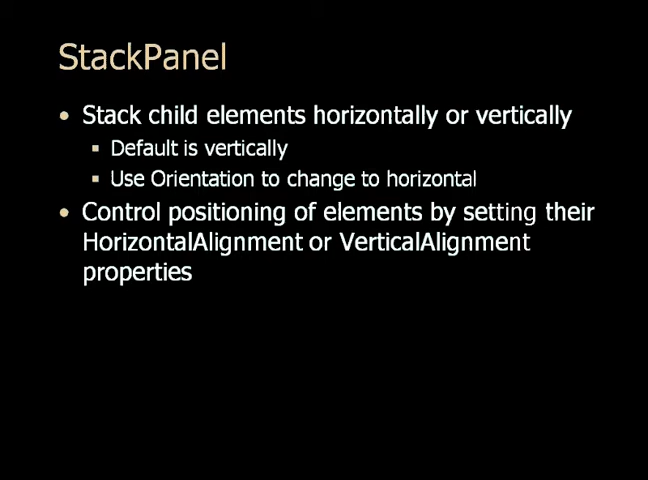 StackPanel
• Stack child elements horizontally or vertically
▪ Default is vertically
▪ Use Orientation to change to horizontal
• Control positioning of elements by setting their
HorizontalAlignment or VerticalAlignment
properties